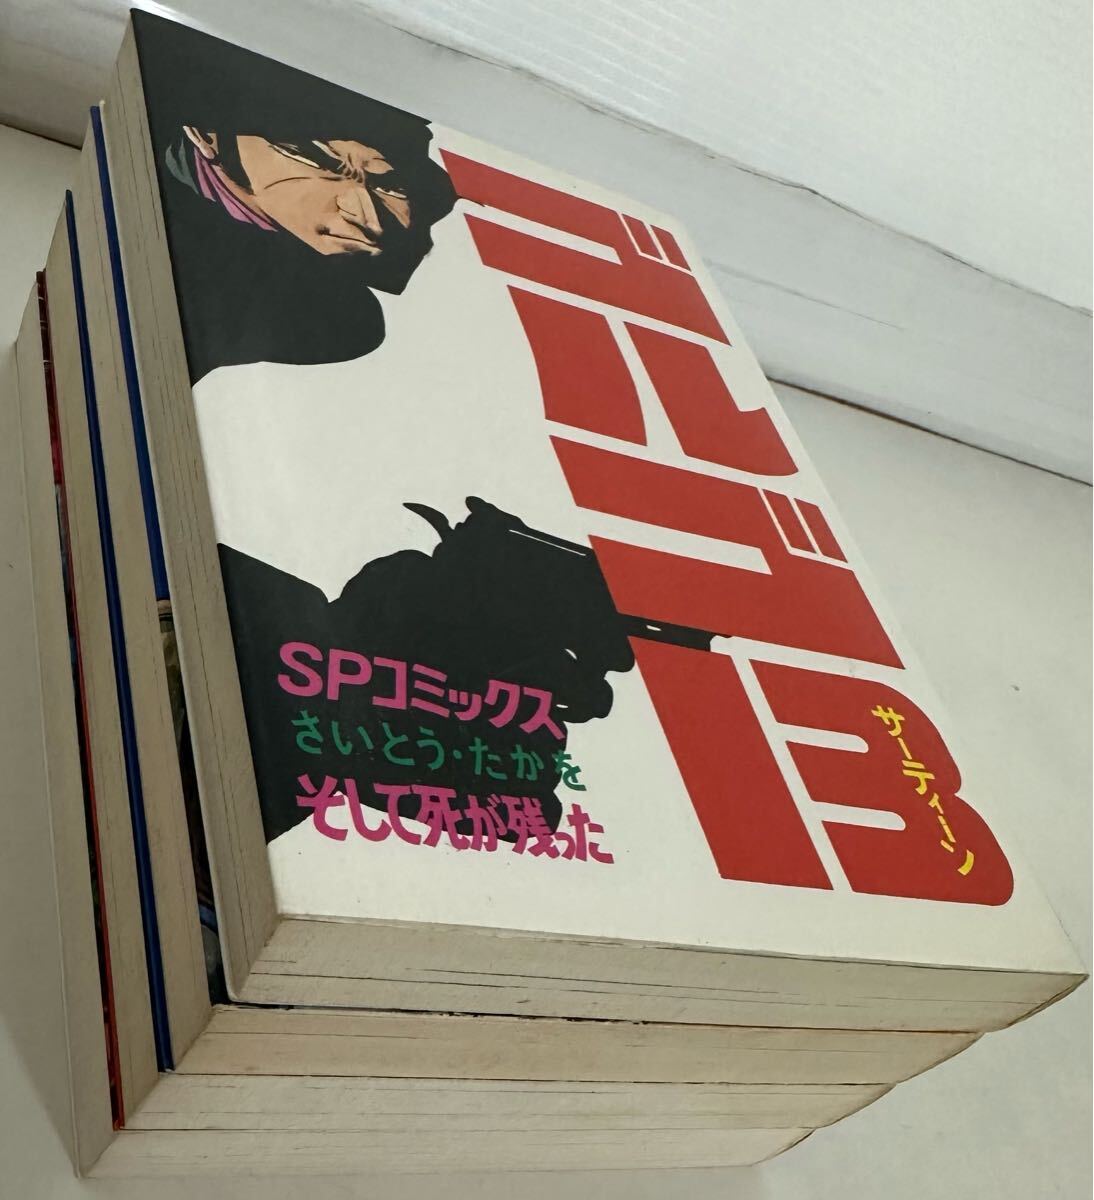 ゴルゴ13
サーティーン
SPコミックス
さいとう・たかを
そして死が残った